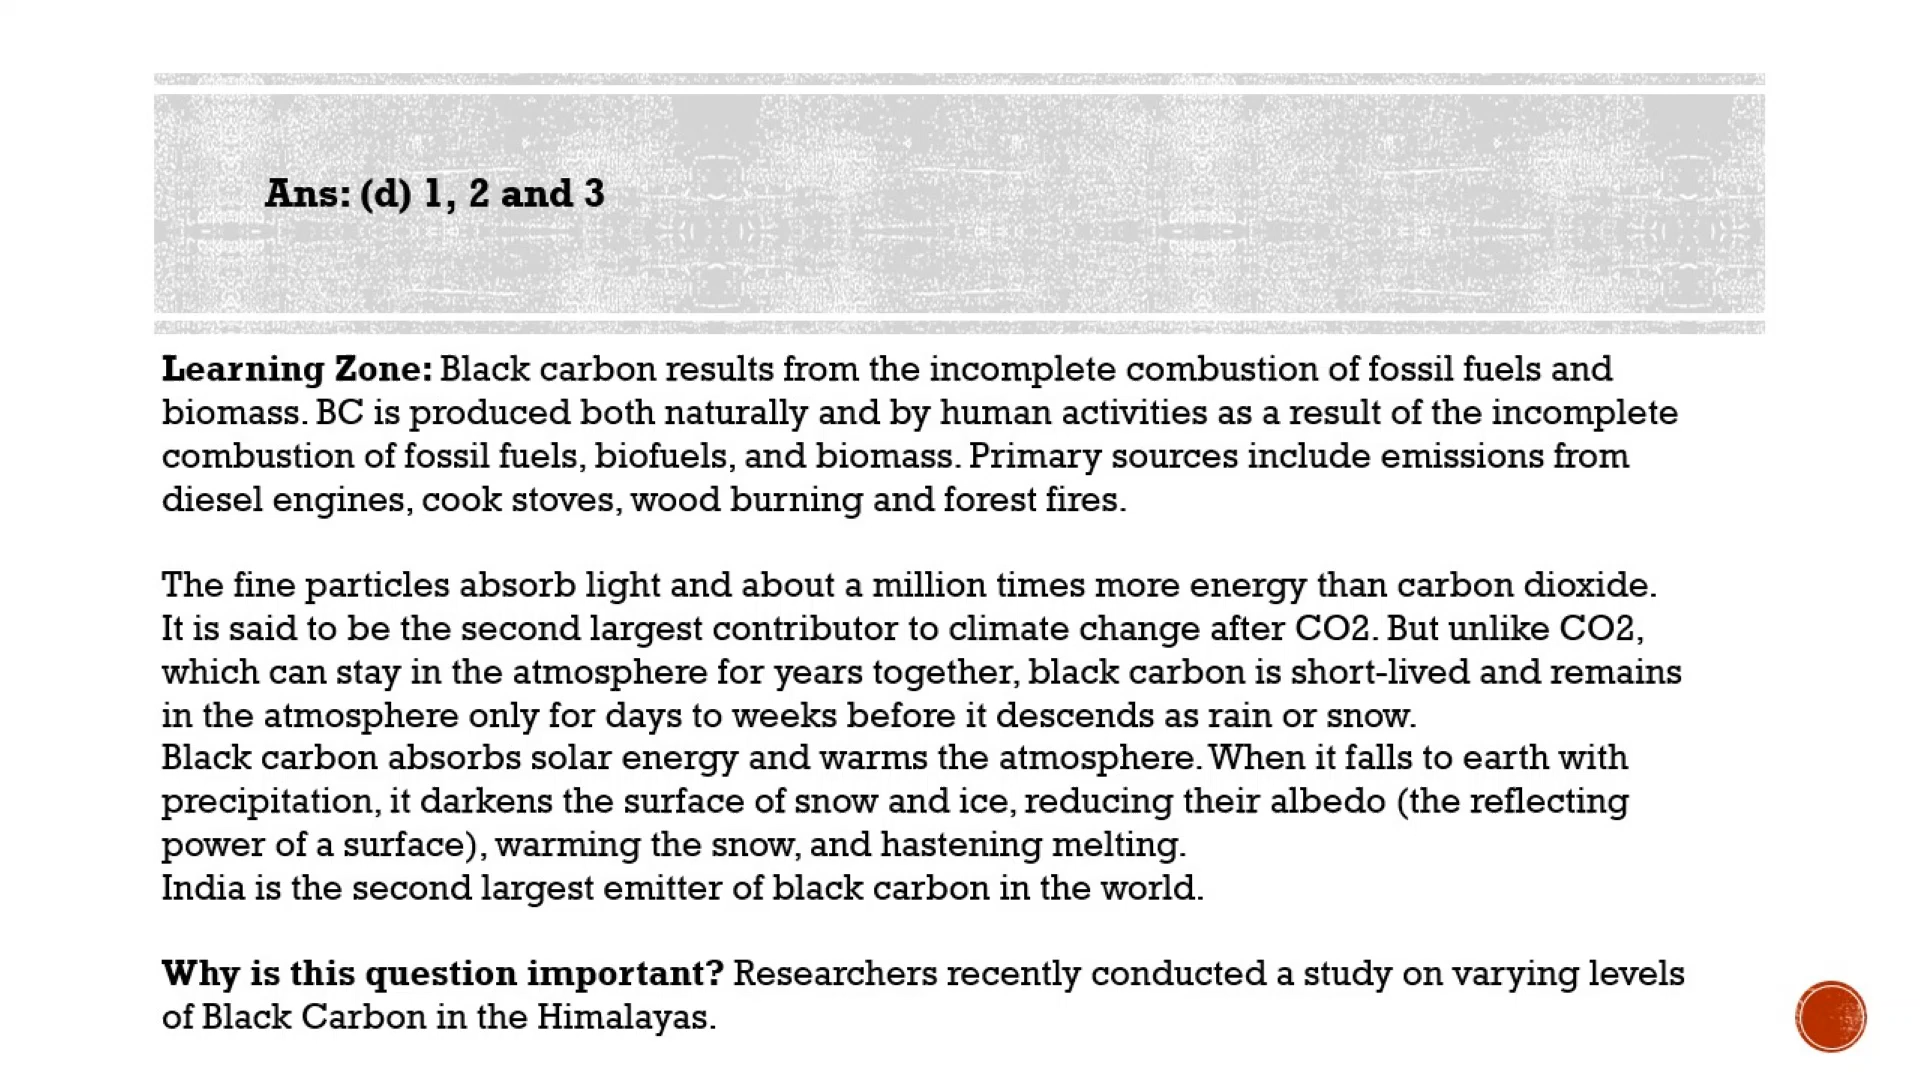 Ans: (d) 1, 2 and 3
Learning Zone: Black carbon results from the incomplete combustion of fossil fuels and
biomass. BC is produced both naturally and by human activities as a result of the incomplete
combustion of fossil fuels, biofuels, and biomass. Primary sources include emissions from
diesel engines, cook stoves, wood burning and forest fires.
The fine particles absorb light and about a million times more energy than carbon dioxide.
It is said to be the second largest contributor to climate change after CO2. But unlike CO2,
which can stay in the atmosphere for years together, black carbon is short-lived and remains
in the atmosphere only for days to weeks before it descends as rain or snow.
Black carbon absorbs solar energy and warms the atmosphere. When it falls to earth with
precipitation, it darkens the surface of snow and ice, reducing their albedo (the reflecting
power of a surface), warming the snow, and hastening melting.
India is the second largest emitter of black carbon in the world.
Why is this question important? Researchers recently conducted a study on varying levels
of Black Carbon in the Himalayas.